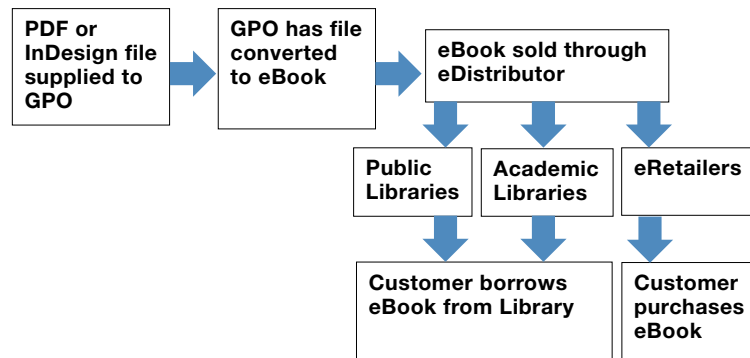 PDF or
InDesign file
supplied to
GPO
GPO has file
converted
to eBook
eBook sold through
eDistributor
Public
Libraries
Academic
Libraries
eRetailers
Customer borrows
eBook from Library
Customer
purchases
eBook